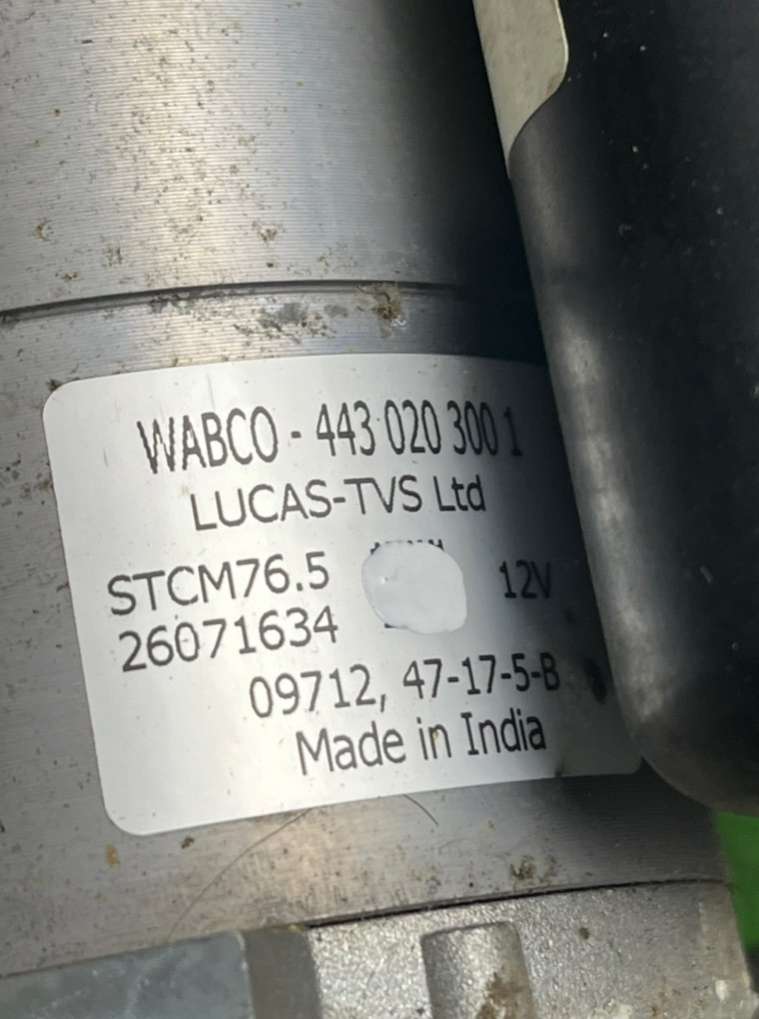 WABCO - 443 020 300 1
LUCAS-TVS Ltd
STCM76.5 12V
26071634
09712, 47-17-5-B
Made in India